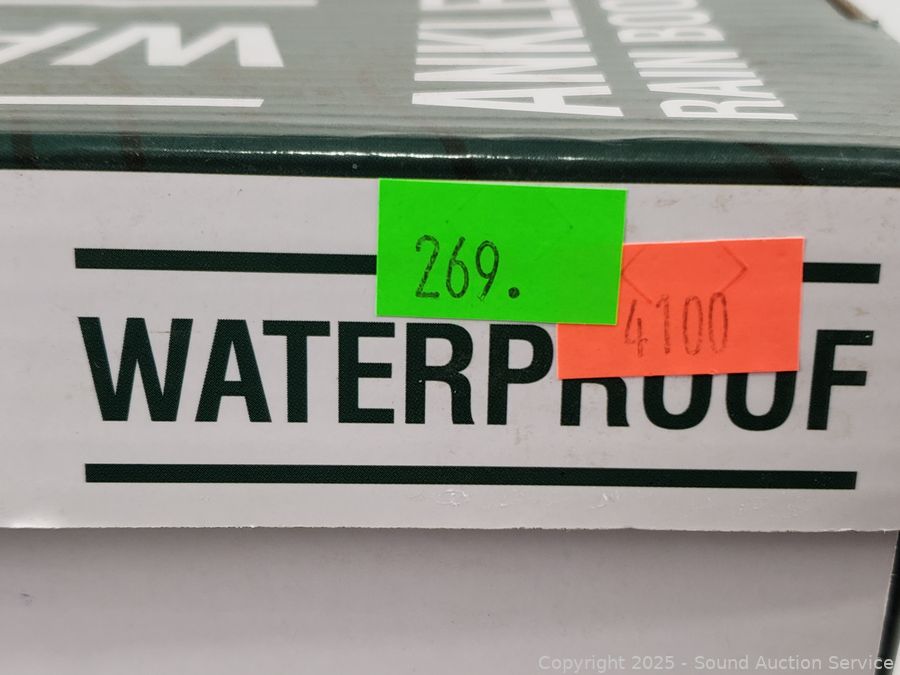 ANKLE
RAIN BOO
269.
4100
WATERPROOF
Copyright © 2025 - Sound Auction Service